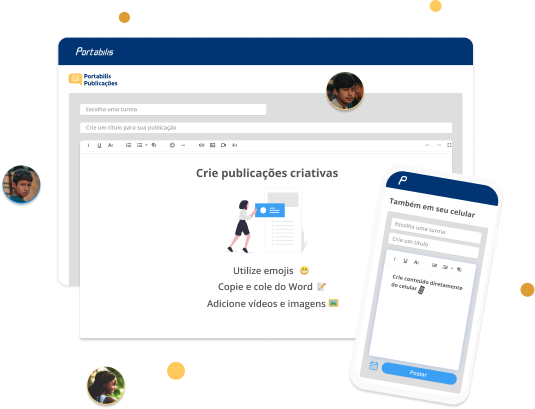 Portabilis
Portabilis
Publicações
Escolha uma turma
Crie um título para sua publicação
Crie publicações criativas
Utilize emojis 😀
Copie e cole do Word 📝
Adicione vídeos e imagens 🏞️
P
Também em seu celular
Escolha uma turma
Crie um título
Crie conteúdo diretamente
do celular 📱
Postar